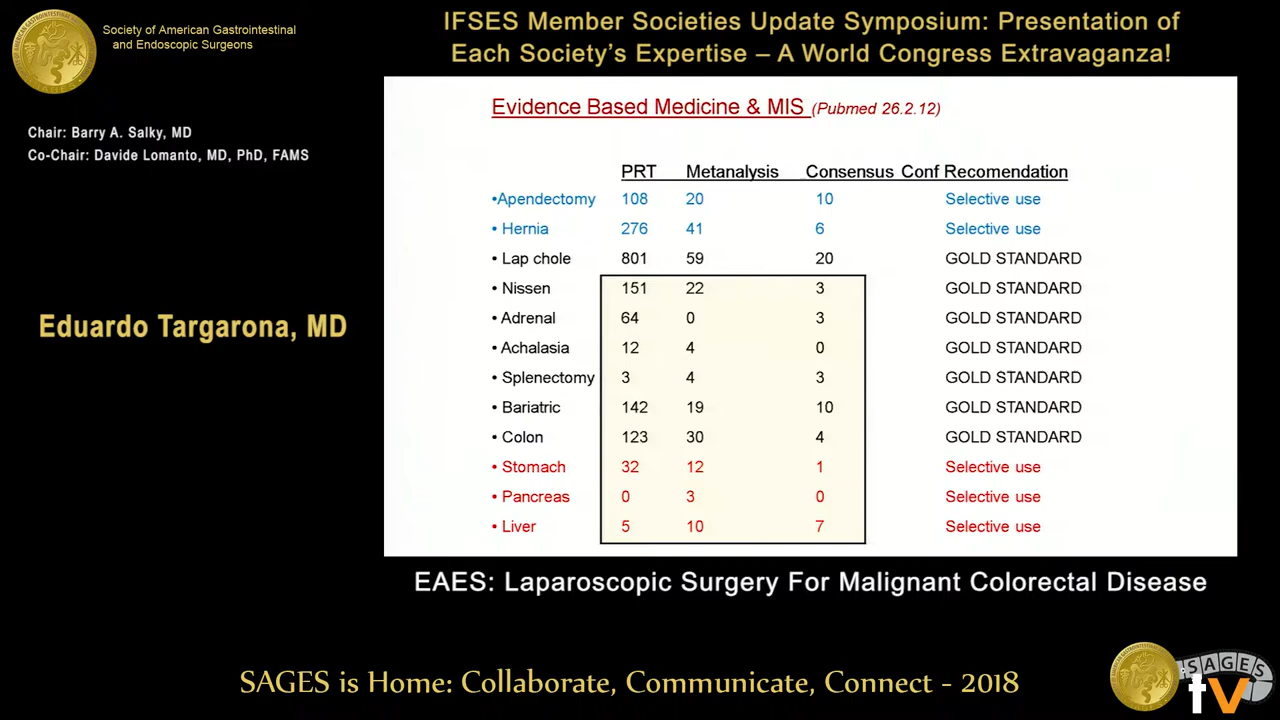 Society of American Gastrointestinal
and Endoscopic Surgeons
IFSES Member Societies Update Symposium: Presentation of
Each Society's Expertise – A World Congress Extravaganza!
Chair: Barry A. Salky, MD
Co-Chair: Davide Lomanto, MD, PhD, FAMS
Eduardo Targarona, MD
Evidence Based Medicine & MIS (Pubmed 26.2.12)
PRT Metanalysis Consensus Conf Recomendation
•Apendectomy 108 20 10 Selective use
• Hernia 276 41 6 Selective use
• Lap chole 801 59 20 GOLD STANDARD
• Nissen 151 22 3 GOLD STANDARD
• Adrenal 64 0 3 GOLD STANDARD
• Achalasia 12 4 0 GOLD STANDARD
• Splenectomy 3 4 3 GOLD STANDARD
• Bariatric 142 19 10 GOLD STANDARD
• Colon 123 30 4 GOLD STANDARD
• Stomach 32 12 1 Selective use
• Pancreas 0 3 0 Selective use
• Liver 5 10 7 Selective use
EAES: Laparoscopic Surgery For Malignant Colorectal Disease
SAGES is Home: Collaborate, Communicate, Connect - 2018
SAGES
tv